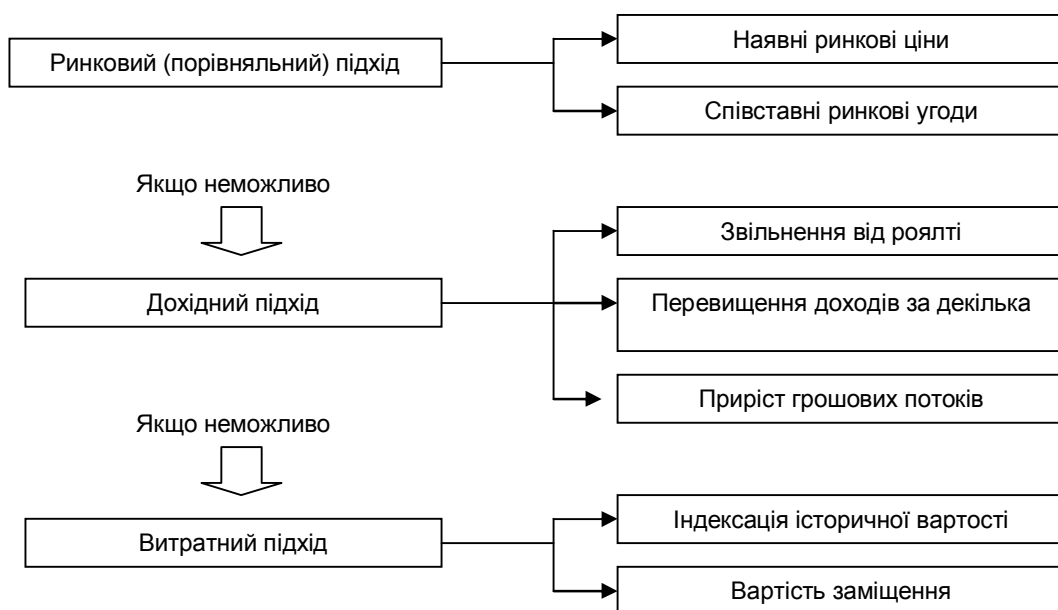 Ринковий (порівняльний) підхід
Наявні ринкові ціни
Співставні ринкові угоди
Якщо неможливо
Дохідний підхід
Звільнення від роялті
Перевищення доходів за декілька
Приріст грошових потоків
Якщо неможливо
Витратний підхід
Індексація історичної вартості
Вартість заміщення